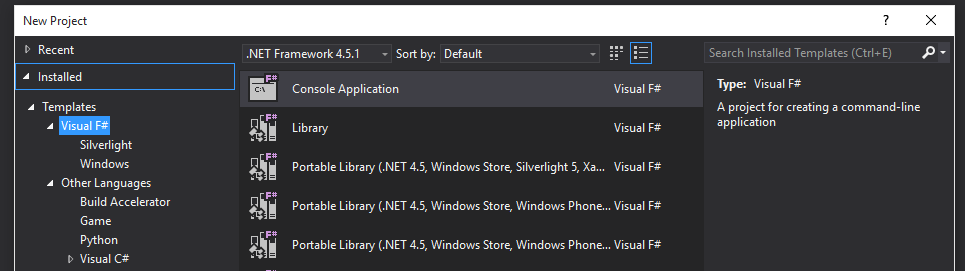 New Project
?
Recent
.NET Framework 4.5.1
Sort by:
Default
Search Installed Templates (Ctrl+E)
Installed
Templates
Visual F#
Silverlight
Windows
Other Languages
Build Accelerator
Game
Python
Visual C#
F#
C:\
Console Application
Visual F#
F#
Library
Visual F#
F#
Portable Library (.NET 4.5, Windows Store, Silverlight 5, Xa...
Visual F#
F#
Portable Library (.NET 4.5, Windows Store, Windows Phone...
Visual F#
F#
Portable Library (.NET 4.5, Windows Store, Windows Phone...
Visual F#
Type: Visual F#
A project for creating a command-line
application